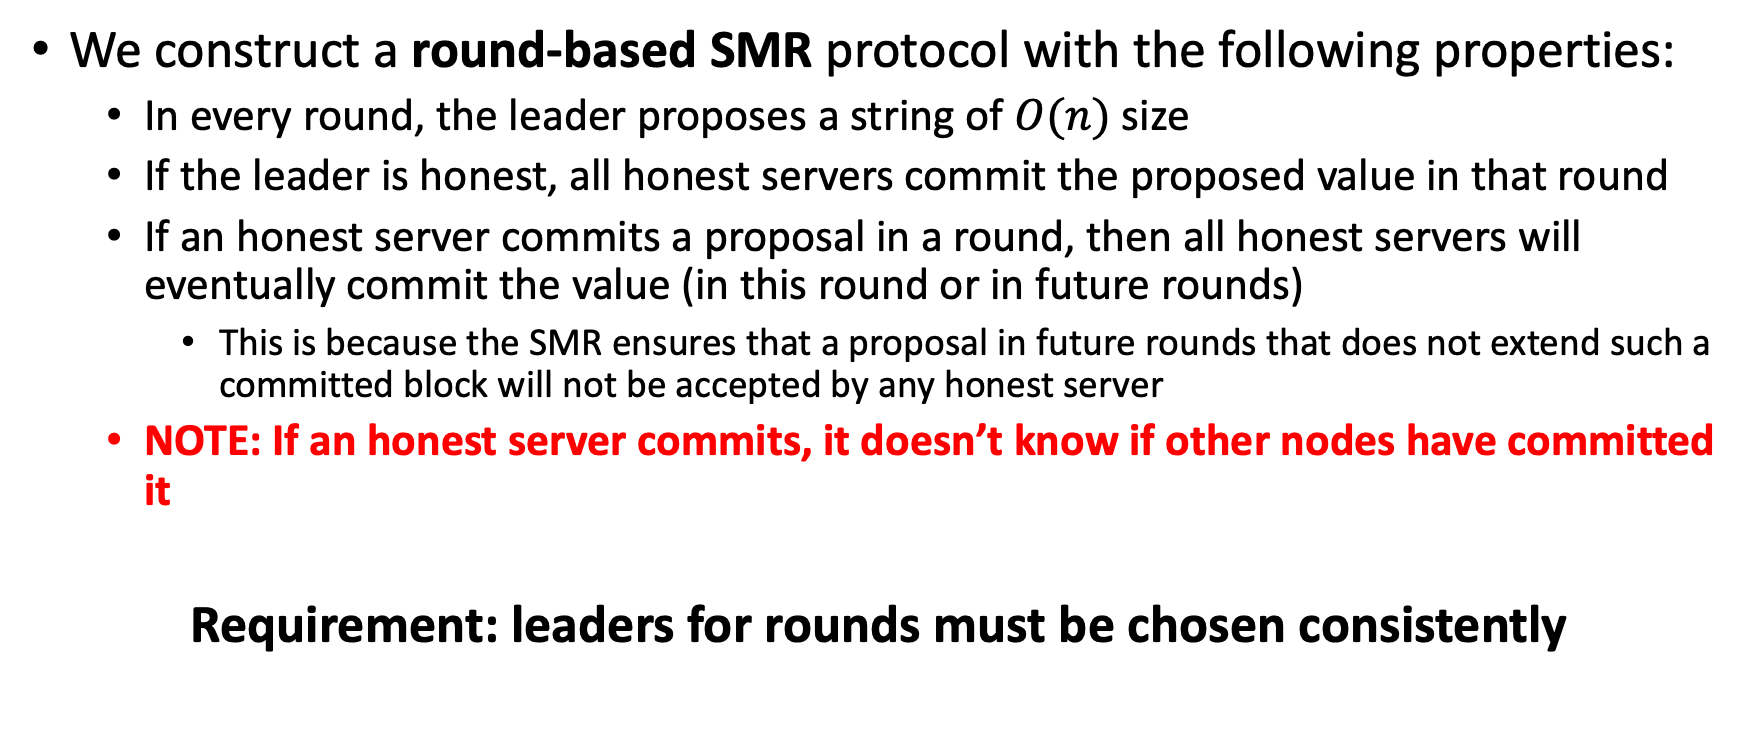 • We construct a round-based SMR protocol with the following properties:
• In every round, the leader proposes a string of O(n) size
• If the leader is honest, all honest servers commit the proposed value in that round
• If an honest server commits a proposal in a round, then all honest servers will
eventually commit the value (in this round or in future rounds)
• This is because the SMR ensures that a proposal in future rounds that does not extend such a
committed block will not be accepted by any honest server
• NOTE: If an honest server commits, it doesn’t know if other nodes have committed
it
Requirement: leaders for rounds must be chosen consistently